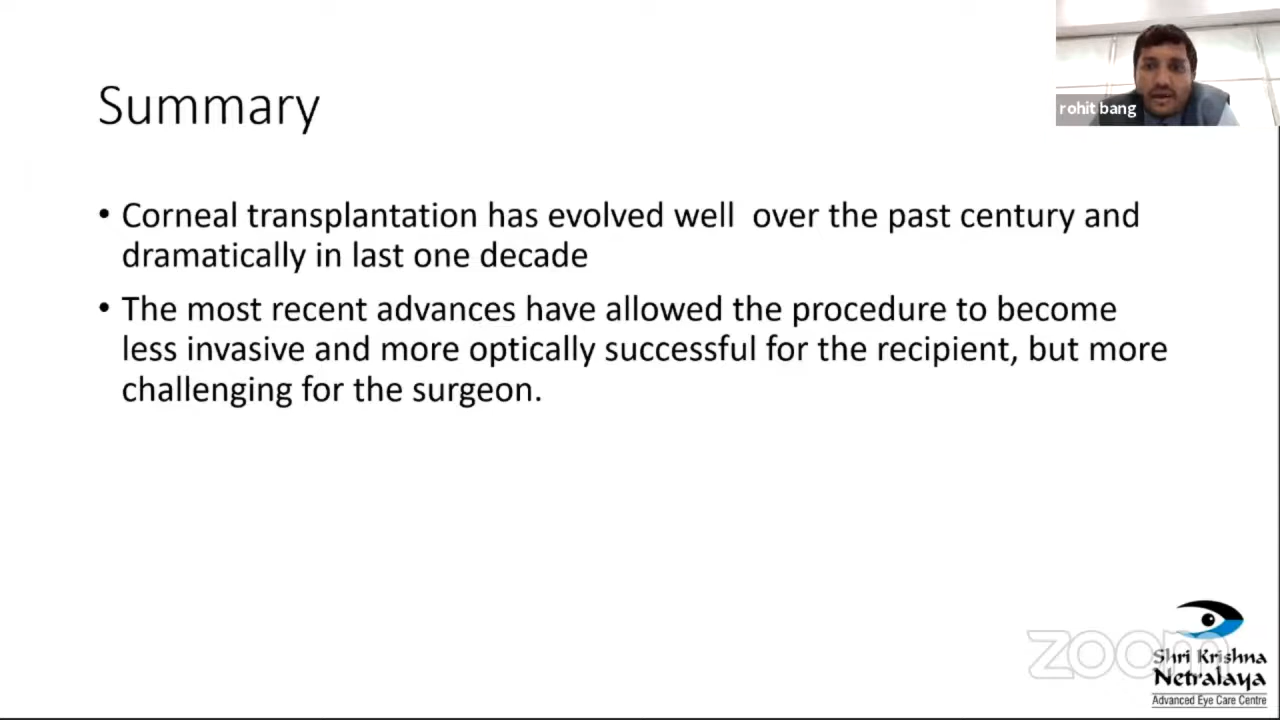 Summary
rohit bang
• Corneal transplantation has evolved well  over the past century and
dramatically in last one decade
• The most recent advances have allowed the procedure to become
less invasive and more optically successful for the recipient, but more
challenging for the surgeon.
zoom
Shri Krishna
Netralaya
Advanced Eye Care Centre